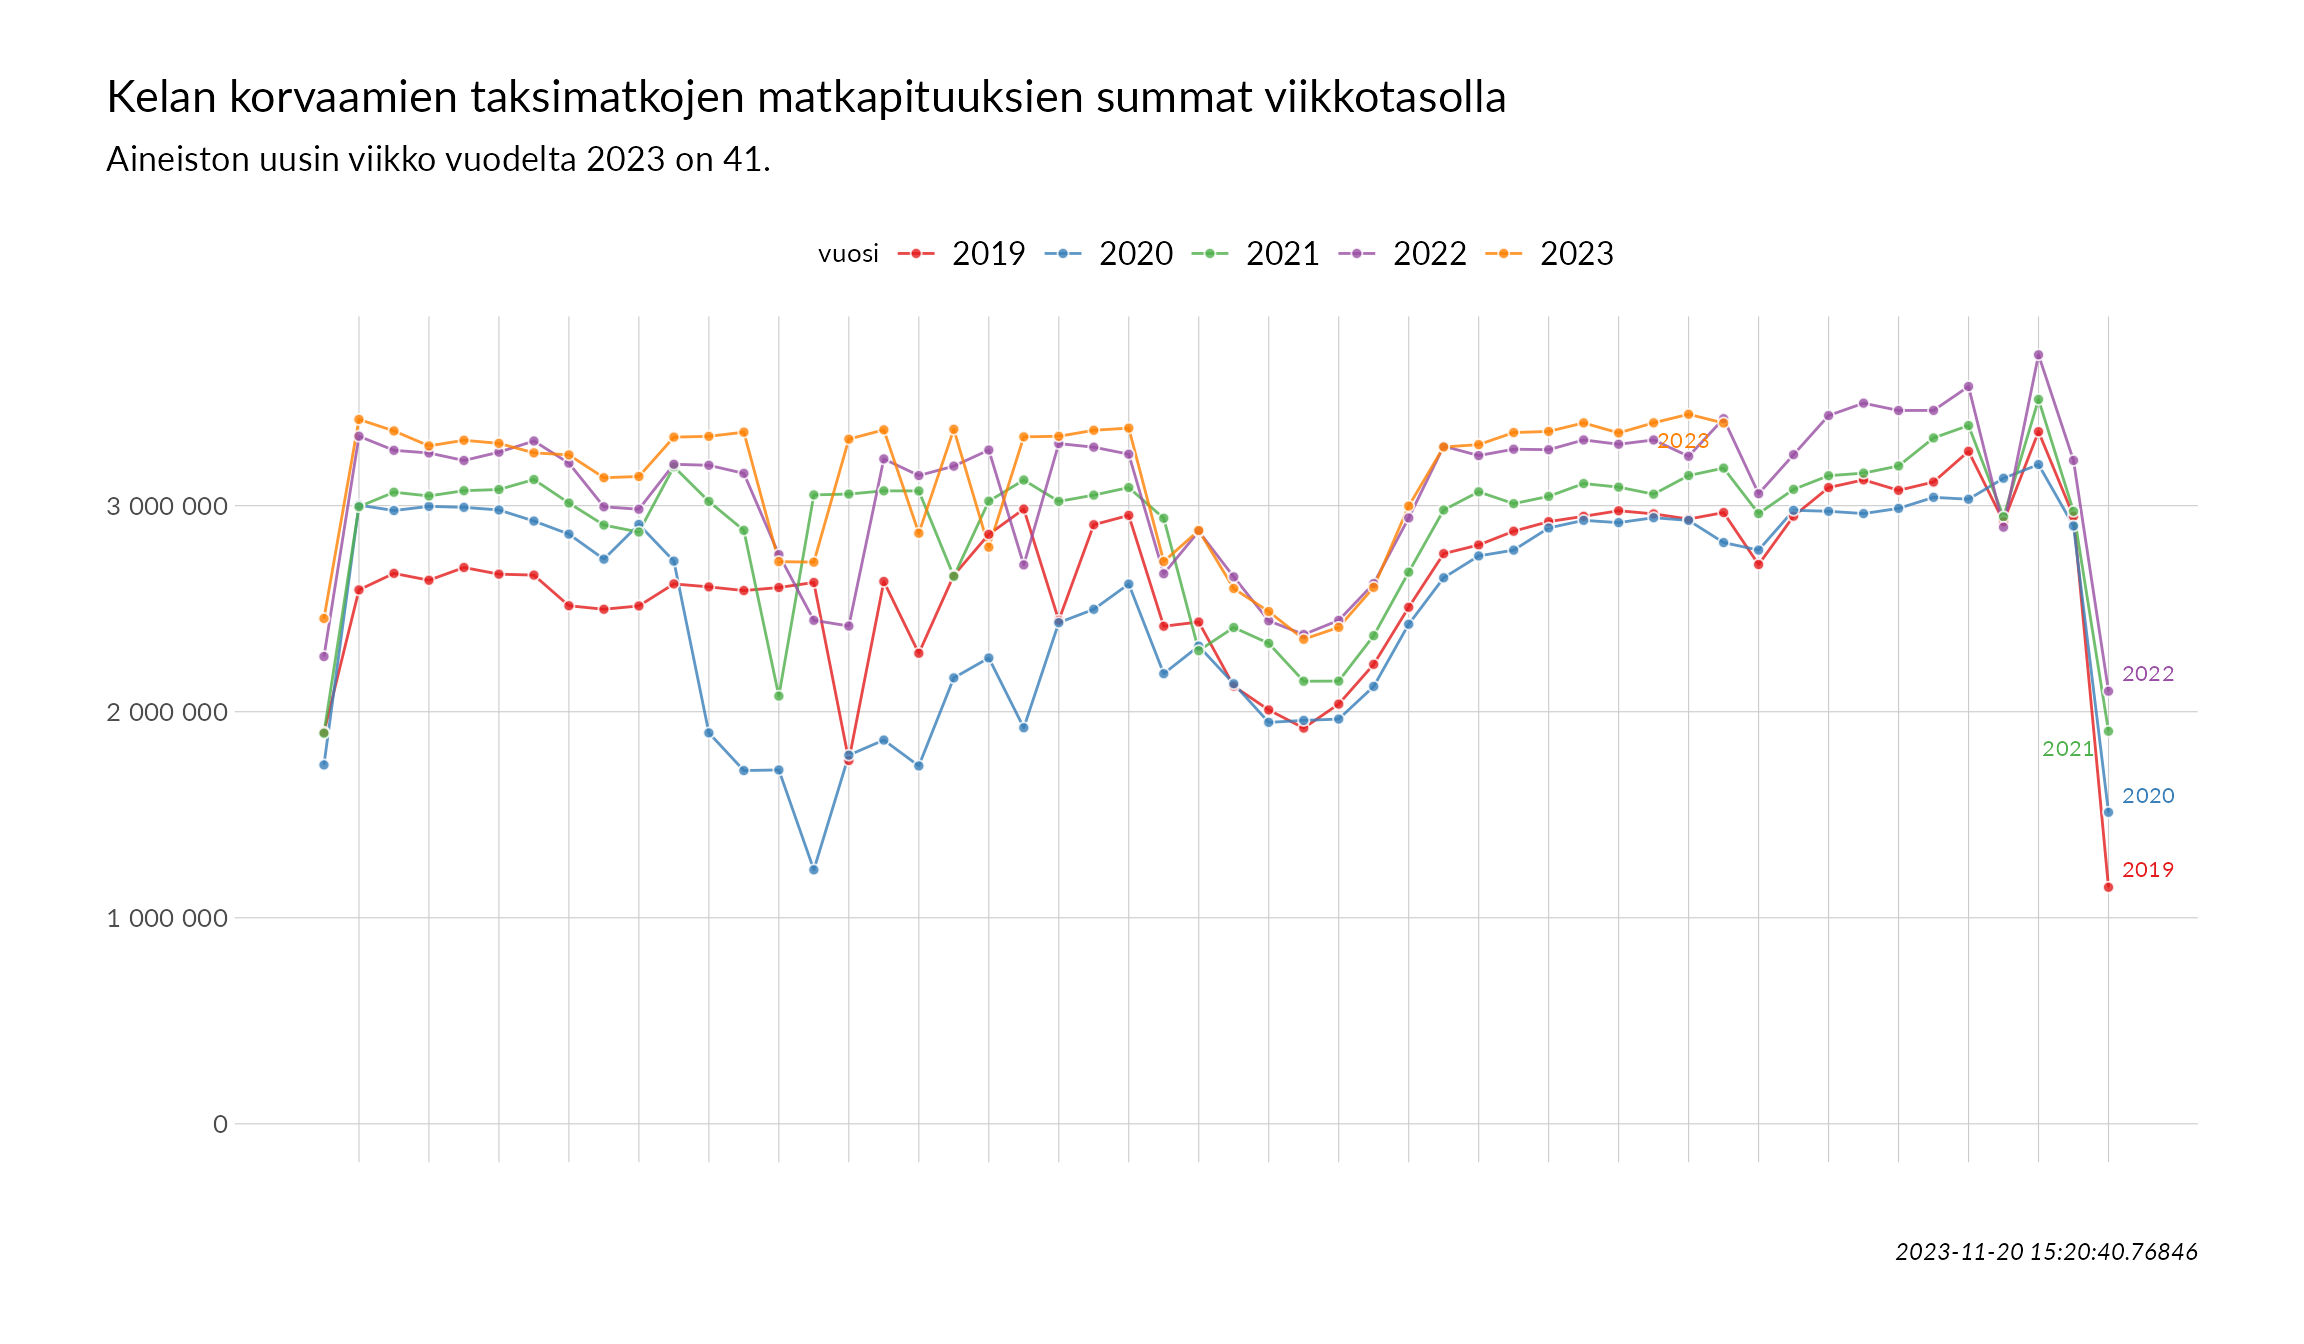 Kelan korvaamien taksimatkojen matkapituuksien summat viikkotasolla
Aineiston uusin viikko vuodelta 2023 on 41.
vuosi 2019 2020 2021 2022 2023
2023
3 000 000
2022
2 000 000
2021
2020
2019
1 000 000
0
2023-11-20 15:20:40.76846